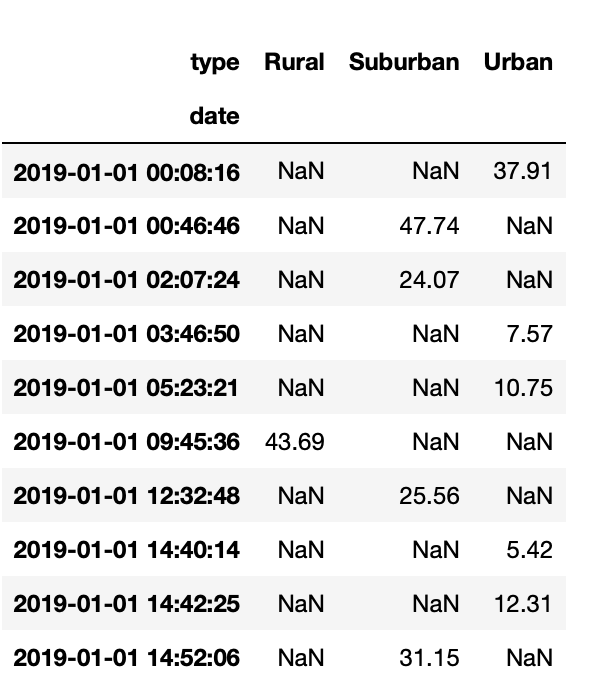 type Rural Suburban Urban
date
2019-01-01 00:08:16 NaN NaN 37.91
2019-01-01 00:46:46 NaN 47.74 NaN
2019-01-01 02:07:24 NaN 24.07 NaN
2019-01-01 03:46:50 NaN NaN 7.57
2019-01-01 05:23:21 NaN NaN 10.75
2019-01-01 09:45:36 43.69 NaN NaN
2019-01-01 12:32:48 NaN 25.56 NaN
2019-01-01 14:40:14 NaN NaN 5.42
2019-01-01 14:42:25 NaN NaN 12.31
2019-01-01 14:52:06 NaN 31.15 NaN